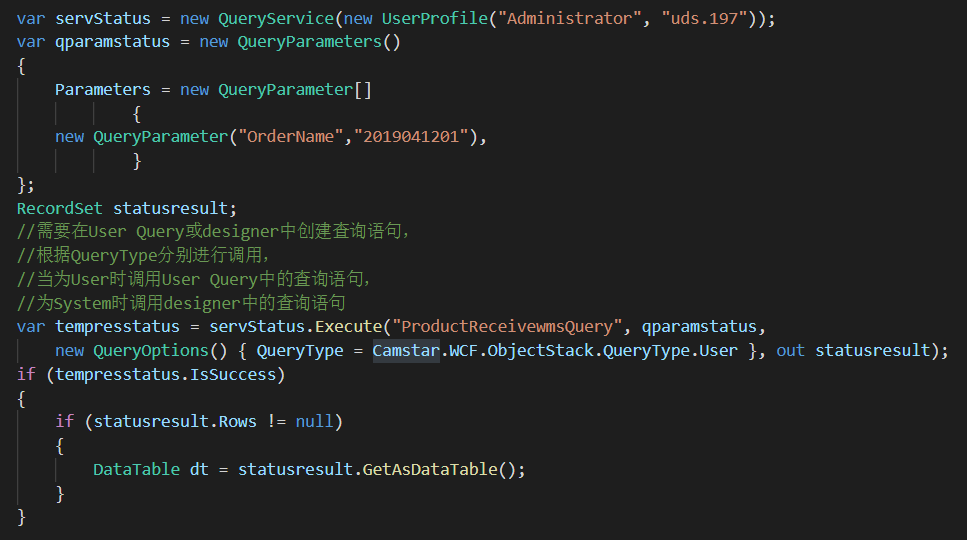 var servStatus = new QueryService(new UserProfile("Administrator", "uds.197"));
var qparamstatus = new QueryParameters()
{
    Parameters = new QueryParameter[]
            {
    new QueryParameter("OrderName","2019041201"),
            }
};
RecordSet statusresult;
//需要在User Query或designer中创建查询语句，
//根据QueryType分别进行调用，
//当为User时调用User Query中的查询语句，
//为System时调用designer中的查询语句
var tempresstatus = servStatus.Execute("ProductReceivewmsQuery", qparamstatus,
    new QueryOptions() { QueryType = Camstar.WCF.ObjectStack.QueryType.User }, out statusresult);
if (tempresstatus.IsSuccess)
{
    if (statusresult.Rows != null)
    {
        DataTable dt = statusresult.GetAsDataTable();
    }
}